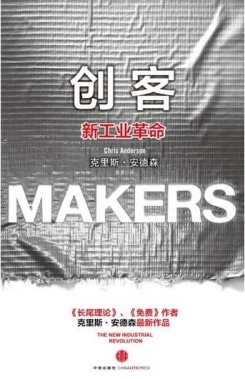 创客
新工业革命
Chris Anderson
克里斯·安德森
MAKERS
《长尾理论》、《免费》作者
克里斯·安德森最新作品
THE NEW INDUSTRIAL
REVOLUTION
中信出版社·CHINACITICPRESS